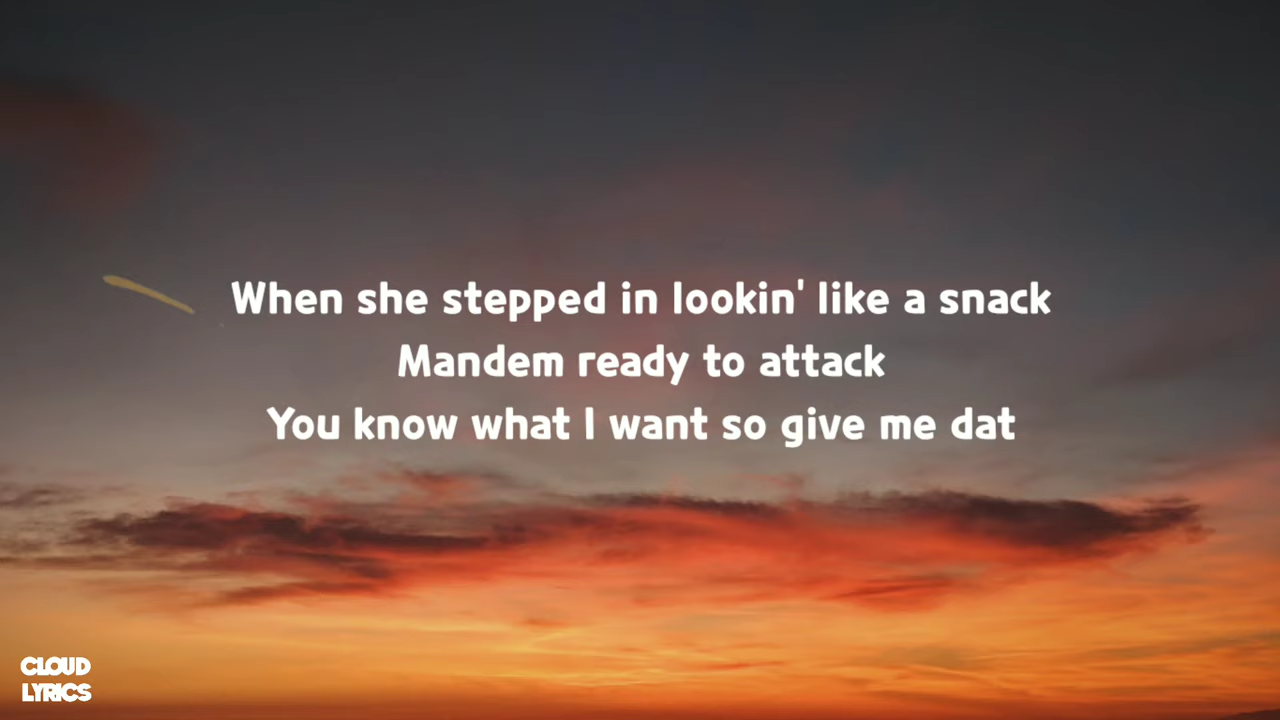 When she stepped in lookin' like a snack
Mandem ready to attack
You know what I want so give me dat
CLOUD
LYRICS